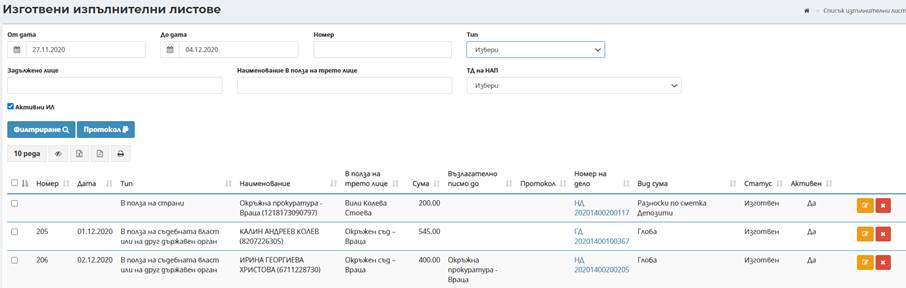 Изготвени изпълнителни листове
Списък изпълнителни лист
От дата До дата Номер Тип
27.11.2020 04.12.2020 Избери
Задължено лице Наименование в полза на трето лице ТД на НАП
Избери
Активни ИЛ
Филтриране Протокол
10 реда
Номер Дата Тип Наименование В полза на трето лице Сума Възлагателно писмо до Протокол Номер на дело Вид сума Статус Активен
В полза на страни Окръжна прокуратура - Вили Колева 200.00 НД Разноски по сметка Изготвен Да
Враца (1218173090797) Стоева 20201400200117 Депозити
205 01.12.2020 В полза на съдебната власт КАЛИН АНДРЕЕВ КОЛЕВ Окръжен съд – 545.00 ГД Глоба Изготвен Да
или на друг държавен орган (8207226305) Враца 20201400100367
206 02.12.2020 В полза на съдебната власт ИРИНА ГЕОРГИЕВА Окръжен съд – 400.00 Окръжна НД Глоба Изготвен Да
или на друг държавен орган ХРИСТОВА (6711228730) Враца прокуратура - 20201400200205
Враца